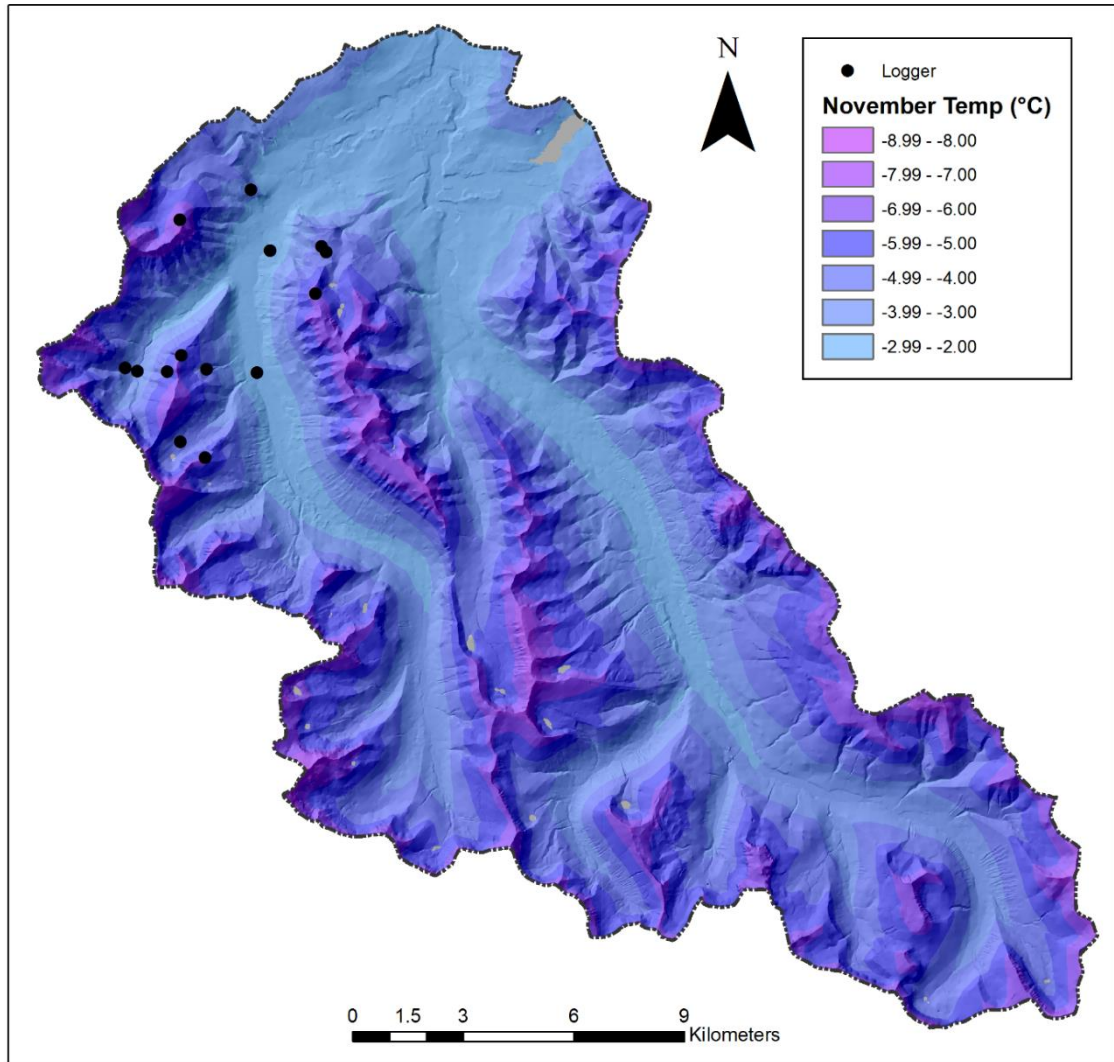 N
Logger
November Temp (°C)
-8.99 - -8.00
-7.99 - -7.00
-6.99 - -6.00
-5.99 - -5.00
-4.99 - -4.00
-3.99 - -3.00
-2.99 - -2.00
0 1.5 3 6 9
Kilometers